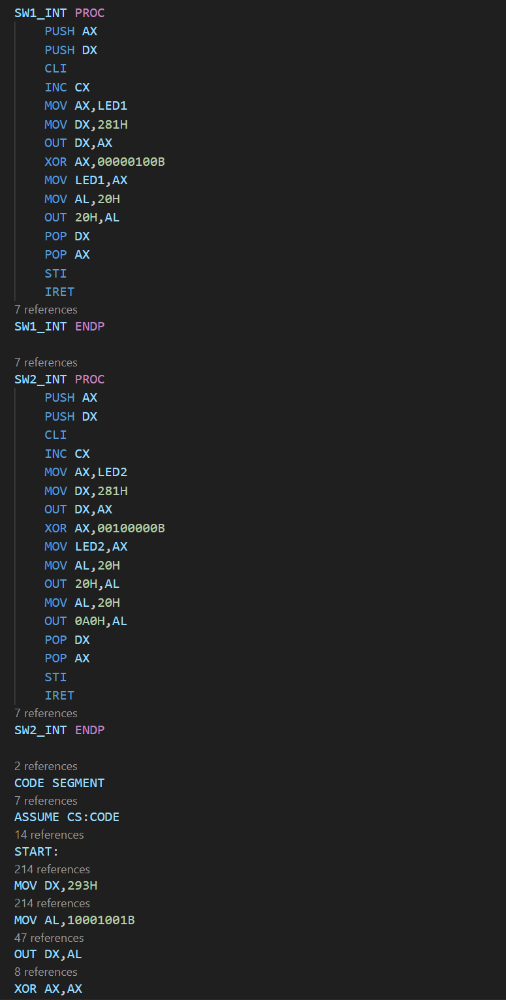 SW1_INT PROC
PUSH AX
PUSH DX
CLI
INC CX
MOV AX,LED1
MOV DX,281H
OUT DX,AX
XOR AX,00000100B
MOV LED1,AX
MOV AL,20H
OUT 20H,AL
POP DX
POP AX
STI
IRET
7 references
SW1_INT ENDP
7 references
SW2_INT PROC
PUSH AX
PUSH DX
CLI
INC CX
MOV AX,LED2
MOV DX,281H
OUT DX,AX
XOR AX,00100000B
MOV LED2,AX
MOV AL,20H
OUT 20H,AL
MOV AL,20H
OUT 0A0H,AL
POP DX
POP AX
STI
IRET
7 references
SW2_INT ENDP
2 references
CODE SEGMENT
7 references
ASSUME CS:CODE
14 references
START:
214 references
MOV DX,293H
214 references
MOV AL,10001001B
47 references
OUT DX,AL
8 references
XOR AX,AX